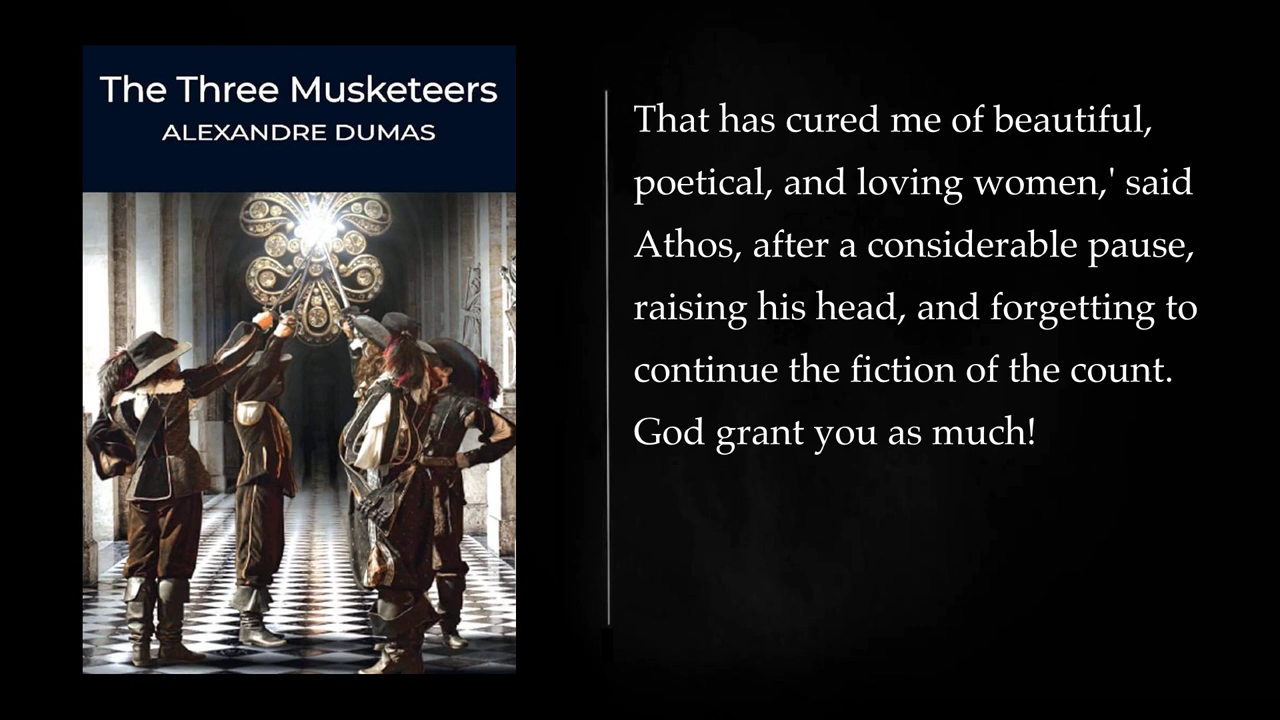 The Three Musketeers
ALEXANDRE DUMAS
That has cured me of beautiful,
poetical, and loving women,' said
Athos, after a considerable pause,
raising his head, and forgetting to
continue the fiction of the count.
God grant you as much!